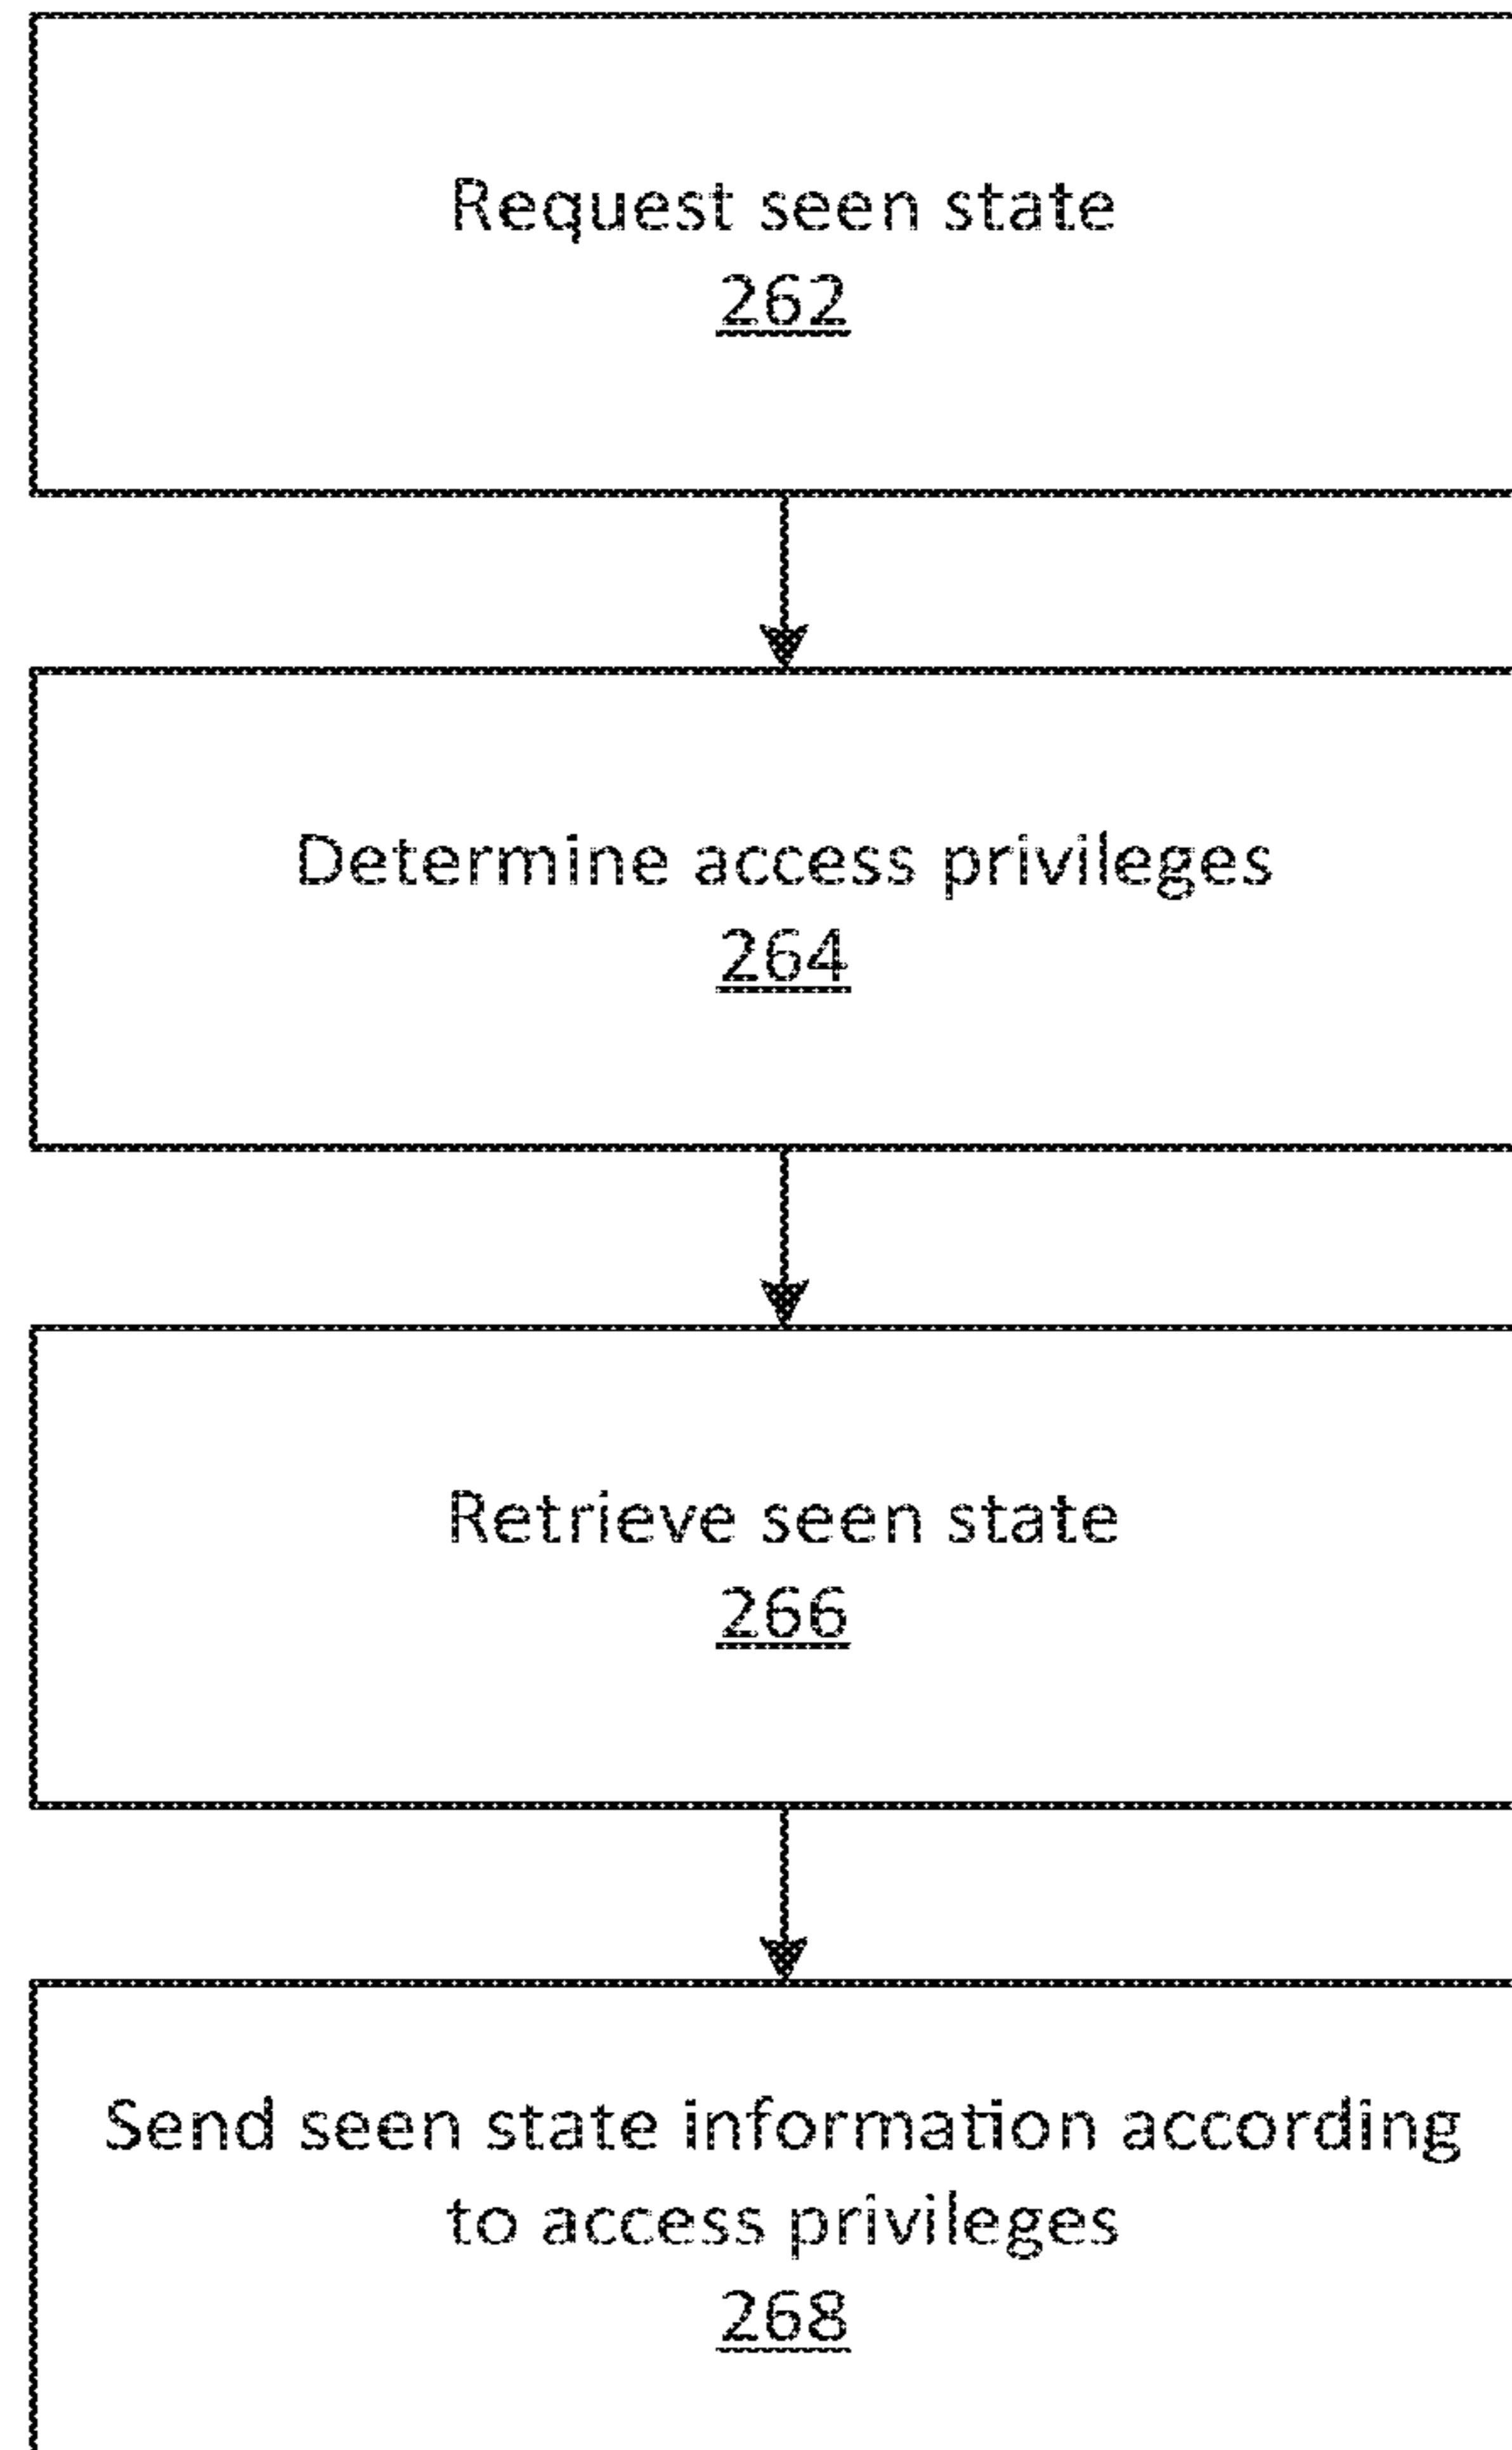 Request seen state
262
Determine access privileges
264
Retrieve seen state
266
Send seen state information according
to access privileges
268